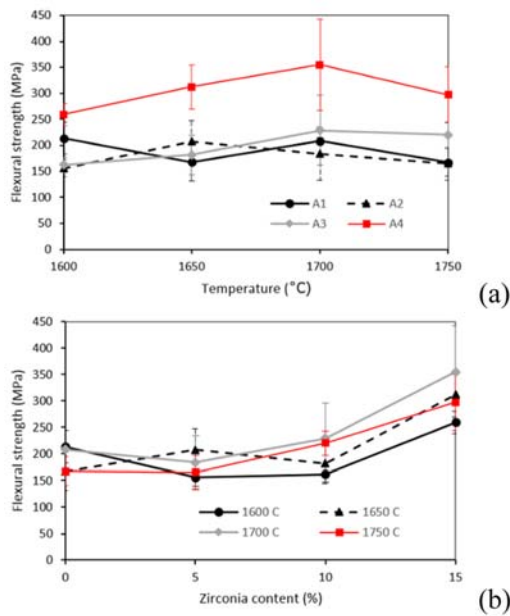 450
400
350
300
250
200
150
100
50
0
Flexural strength (MPa)
A1 A2
A3 A4
1600 1650 1700 1750
Temperature (°C)
(a)
450
400
350
300
250
200
150
100
50
0
Flexural strength (MPa)
1600 C 1650 C
1700 C 1750 C
0 5 10 15
Zirconia content (%)
(b)